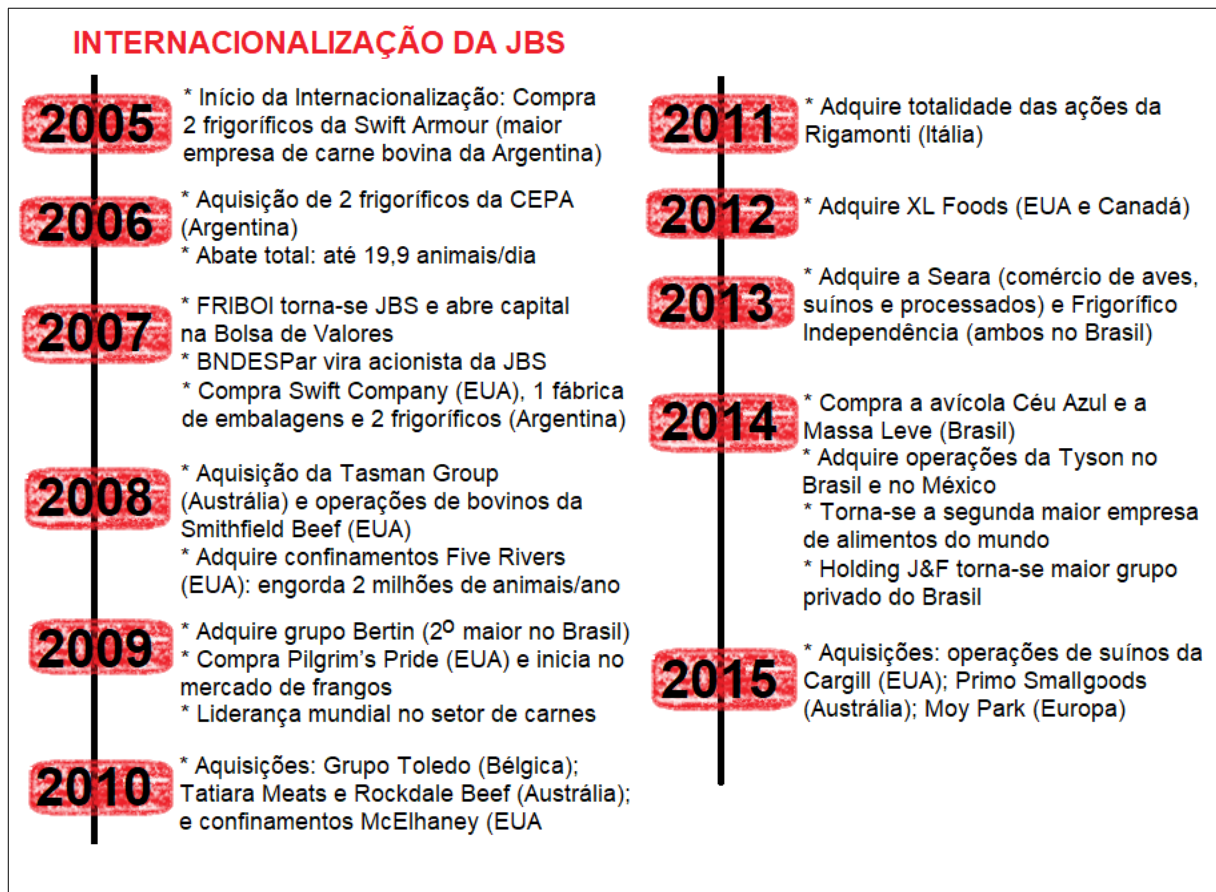 INTERNACIONALIZAÇÃO DA JBS
2005
* Início da Internacionalização: Compra
2 frigoríficos da Swift Armour (maior
empresa de carne bovina da Argentina)
2006
* Aquisição de 2 frigoríficos da CEPA
(Argentina)
* Abate total: até 19,9 animais/dia
2007
* FRIBOI torna-se JBS e abre capital
na Bolsa de Valores
* BNDESPar vira acionista da JBS
* Compra Swift Company (EUA), 1 fábrica
de embalagens e 2 frigoríficos (Argentina)
2008
* Aquisição da Tasman Group
(Austrália) e operações de bovinos da
Smithfield Beef (EUA)
* Adquire confinamentos Five Rivers
(EUA): engorda 2 milhões de animais/ano
2009
* Adquire grupo Bertin (2º maior no Brasil)
* Compra Pilgrim's Pride (EUA) e inicia no
mercado de frangos
* Liderança mundial no setor de carnes
2010
* Aquisições: Grupo Toledo (Bélgica);
Tatiara Meats e Rockdale Beef (Austrália);
e confinamentos McElhaney (EUA
2011
* Adquire totalidade das ações da
Rigamonti (Itália)
2012
* Adquire XL Foods (EUA e Canadá)
2013
* Adquire a Seara (comércio de aves,
suínos e processados) e Frigorífico
Independência (ambos no Brasil)
2014
* Compra a avícola Céu Azul e a
Massa Leve (Brasil)
* Adquire operações da Tyson no
Brasil e no México
* Torna-se a segunda maior empresa
de alimentos do mundo
* Holding J&F torna-se maior grupo
privado do Brasil
2015
* Aquisições: operações de suínos da
Cargill (EUA); Primo Smallgoods
(Austrália); Moy Park (Europa)